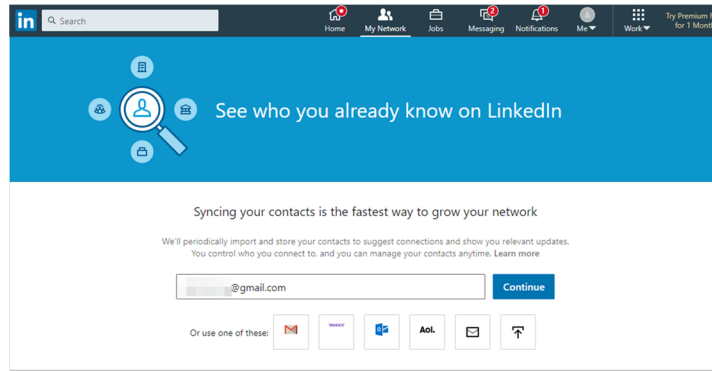 in Search
Home
My Network
Jobs
2
Messaging
1
Notifications
Me
Work
Try Premium F
for 1 Mont
See who you already know on LinkedIn
Syncing your contacts is the fastest way to grow your network
We'll periodically import and store your contacts to suggest connections and show you relevant updates.
You control who you connect to, and you can manage your contacts anytime. Learn more
@gmail.com
Continue
Or use one of these:
YAHOO!
Aol.